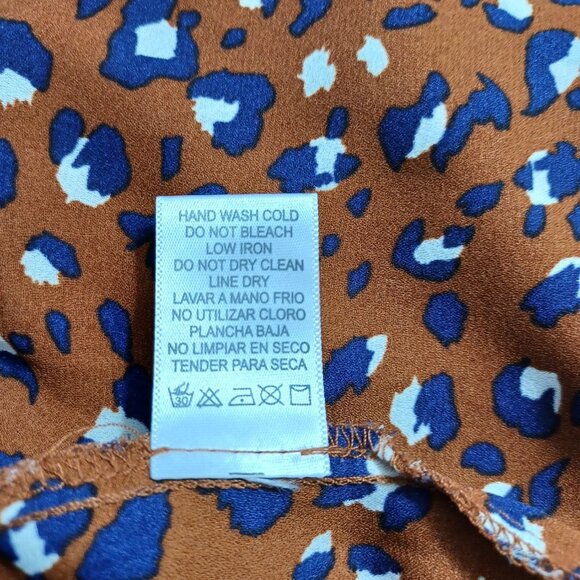 HAND WASH COLD
DO NOT BLEACH
LOW IRON
DO NOT DRY CLEAN
LINE DRY
LAVAR A MANO FRIO
NO UTILIZAR CLORO
PLANCHA BAJA
NO LIMPIAR EN SECO
TENDER PARA SECA
30